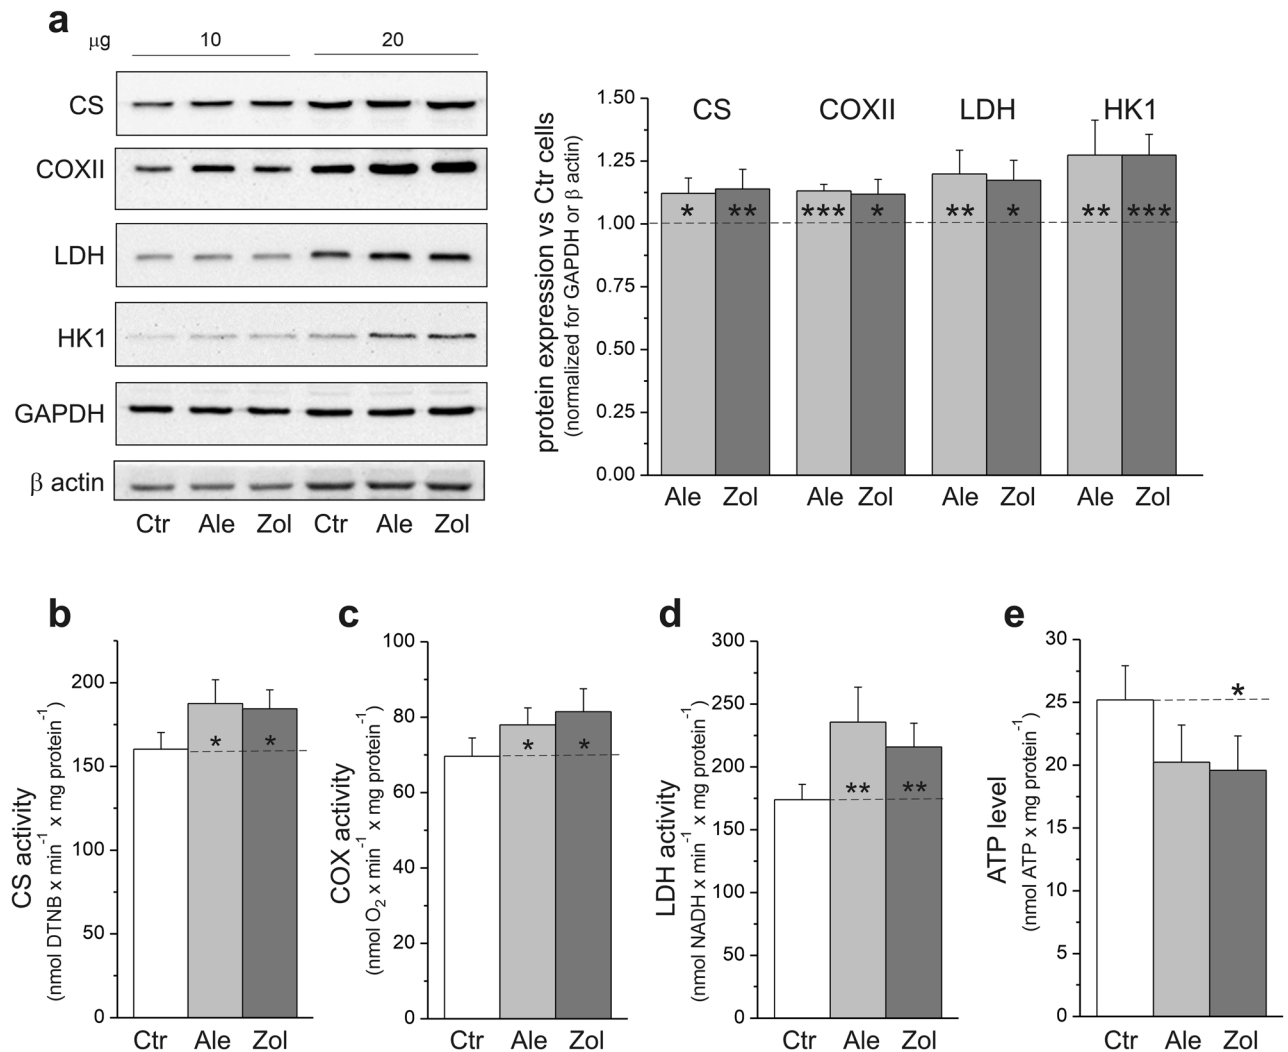 a
µg 10 20
CS
COXII
LDH
HK1
GAPDH
β actin
Ctr Ale Zol Ctr Ale Zol
protein expression vs Ctr cells
(normalized for GAPDH or β actin)
1.50
1.25
1.00
0.75
0.50
0.25
0.00
CS COXII LDH HK1
* ** *** * ** * ** ***
Ale Zol Ale Zol Ale Zol Ale Zol
b
CS activity
(nmol DTNB x min⁻¹ x mg protein⁻¹)
200
150
100
50
0
* *
Ctr Ale Zol
c
COX activity
(nmol O₂ x min⁻¹ x mg protein⁻¹)
100
80
60
40
20
0
* *
Ctr Ale Zol
d
LDH activity
(nmol NADH x min⁻¹ x mg protein⁻¹)
300
250
200
150
100
50
0
** **
Ctr Ale Zol
e
ATP level
(nmol ATP x mg protein⁻¹)
30
25
20
15
10
5
0
*
Ctr Ale Zol